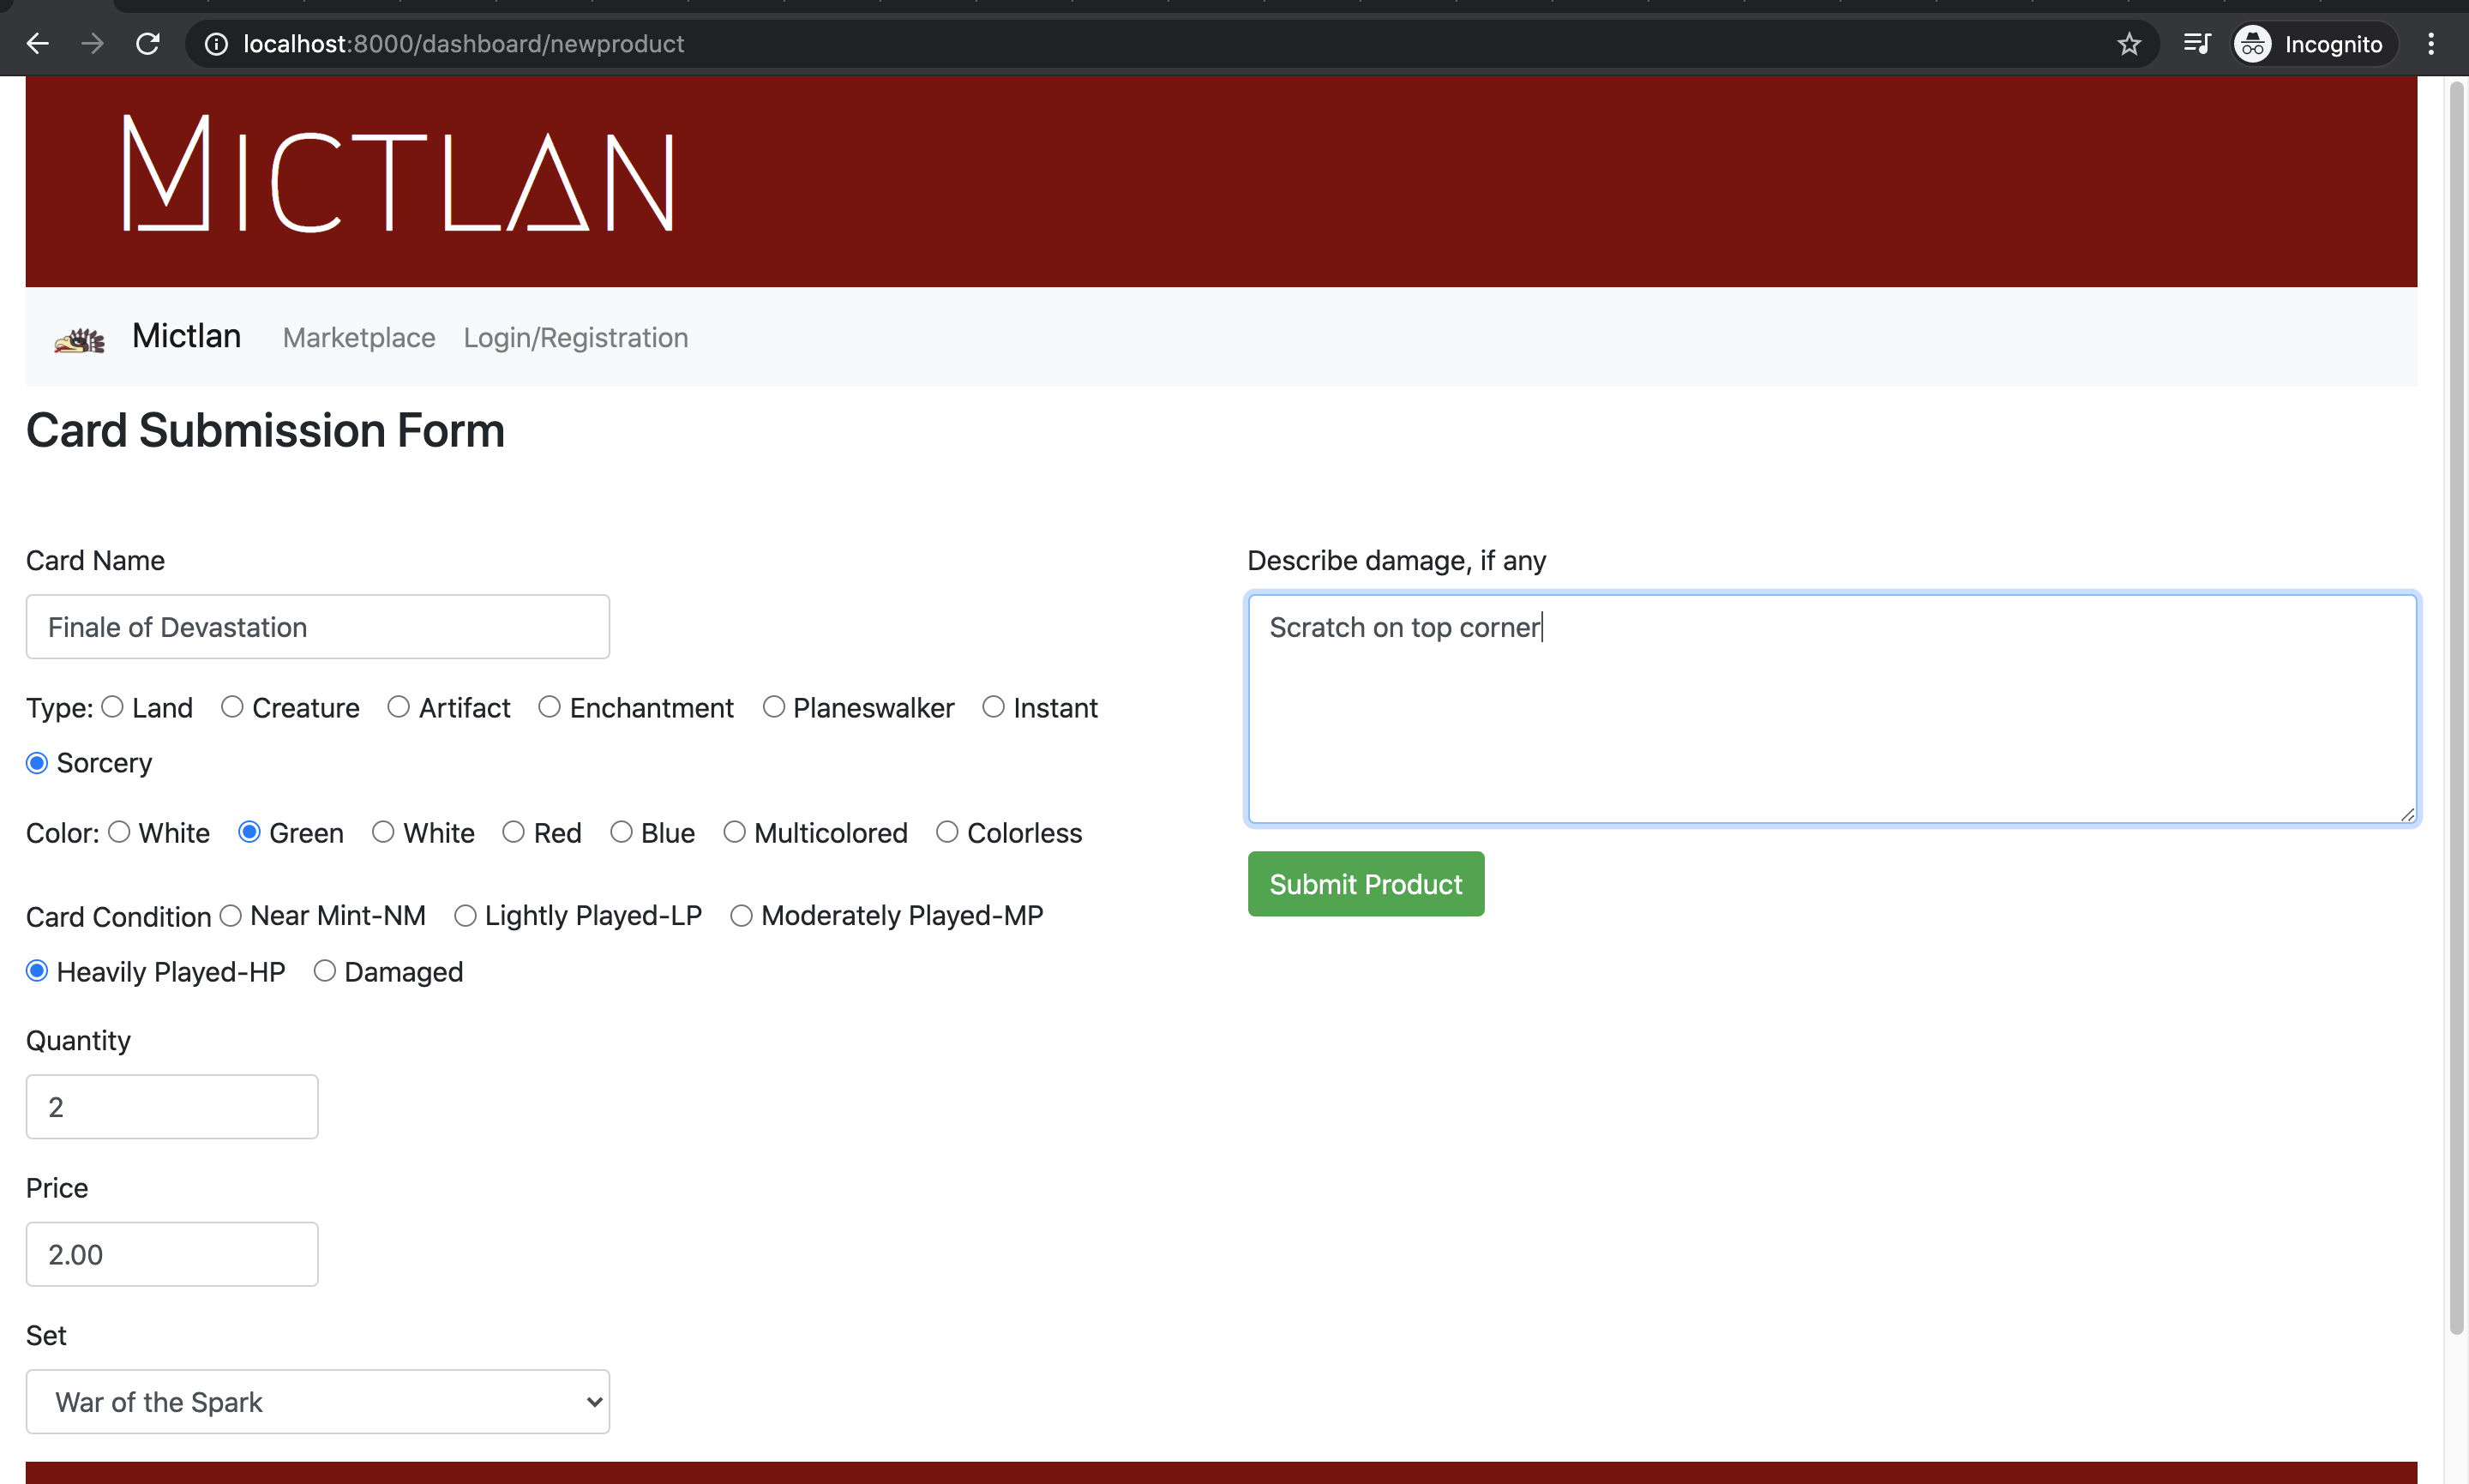 localhost:8000/dashboard/newproduct
Incognito
MICTLAN
Mictlan Marketplace Login/Registration
Card Submission Form
Card Name
Finale of Devastation
Type: Land Creature Artifact Enchantment Planeswalker Instant
Sorcery
Color: White Green White Red Blue Multicolored Colorless
Card Condition Near Mint-NM Lightly Played-LP Moderately Played-MP
Heavily Played-HP Damaged
Quantity
2
Price
2.00
Set
War of the Spark
Describe damage, if any
Scratch on top corner
Submit Product